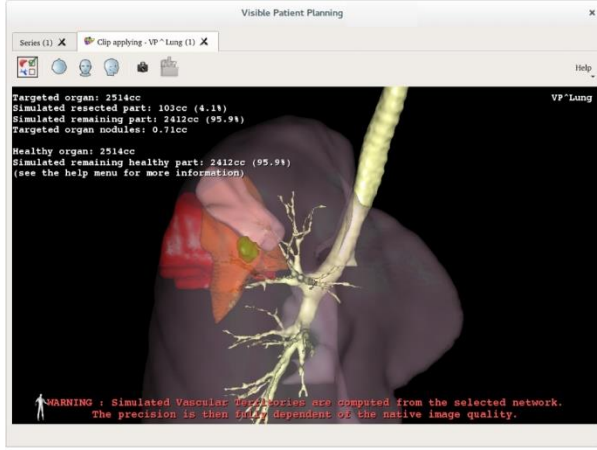 Visible Patient Planning
Series (1)
Clip applying - VP ^ Lung (1)
Help
Targeted organ: 2514cc
VP^Lung
Simulated resected part: 103cc (4.1%)
Simulated remaining part: 2412cc (95.9%)
Targeted organ nodules: 0.71cc
Healthy organ: 2514cc
Simulated remaining healthy part: 2412cc (95.9%)
(see the help menu for more information)
WARNING : Simulated Vascular Territories are computed from the selected network.
The precision is then fully dependent of the native image quality.